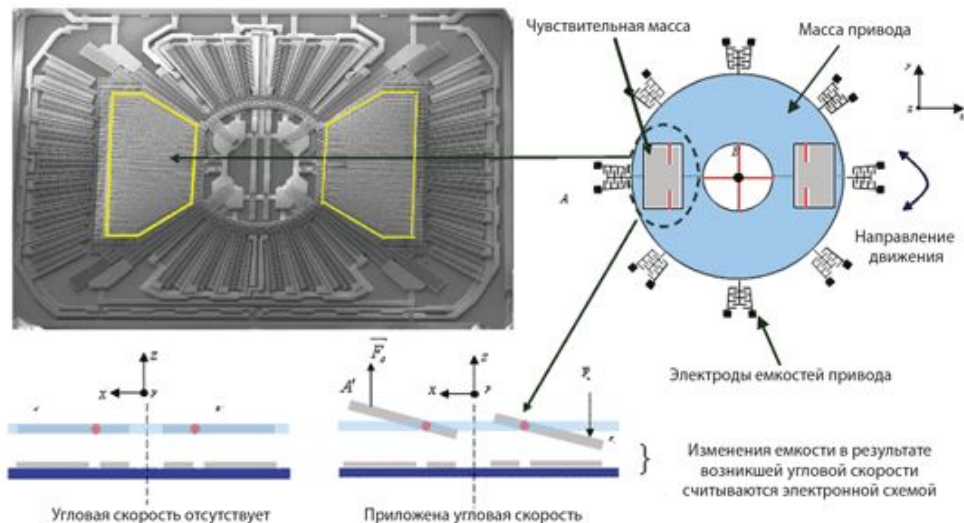 Чувствительная масса
Масса привода
y
z
B
A
Направление
движения
Электроды емкостей привода
z
x
y
Угловая скорость отсутствует
F
A'
z
x
y
Приложена угловая скорость
Изменения емкости в результате
возникшей угловой скорости
считываются электронной схемой